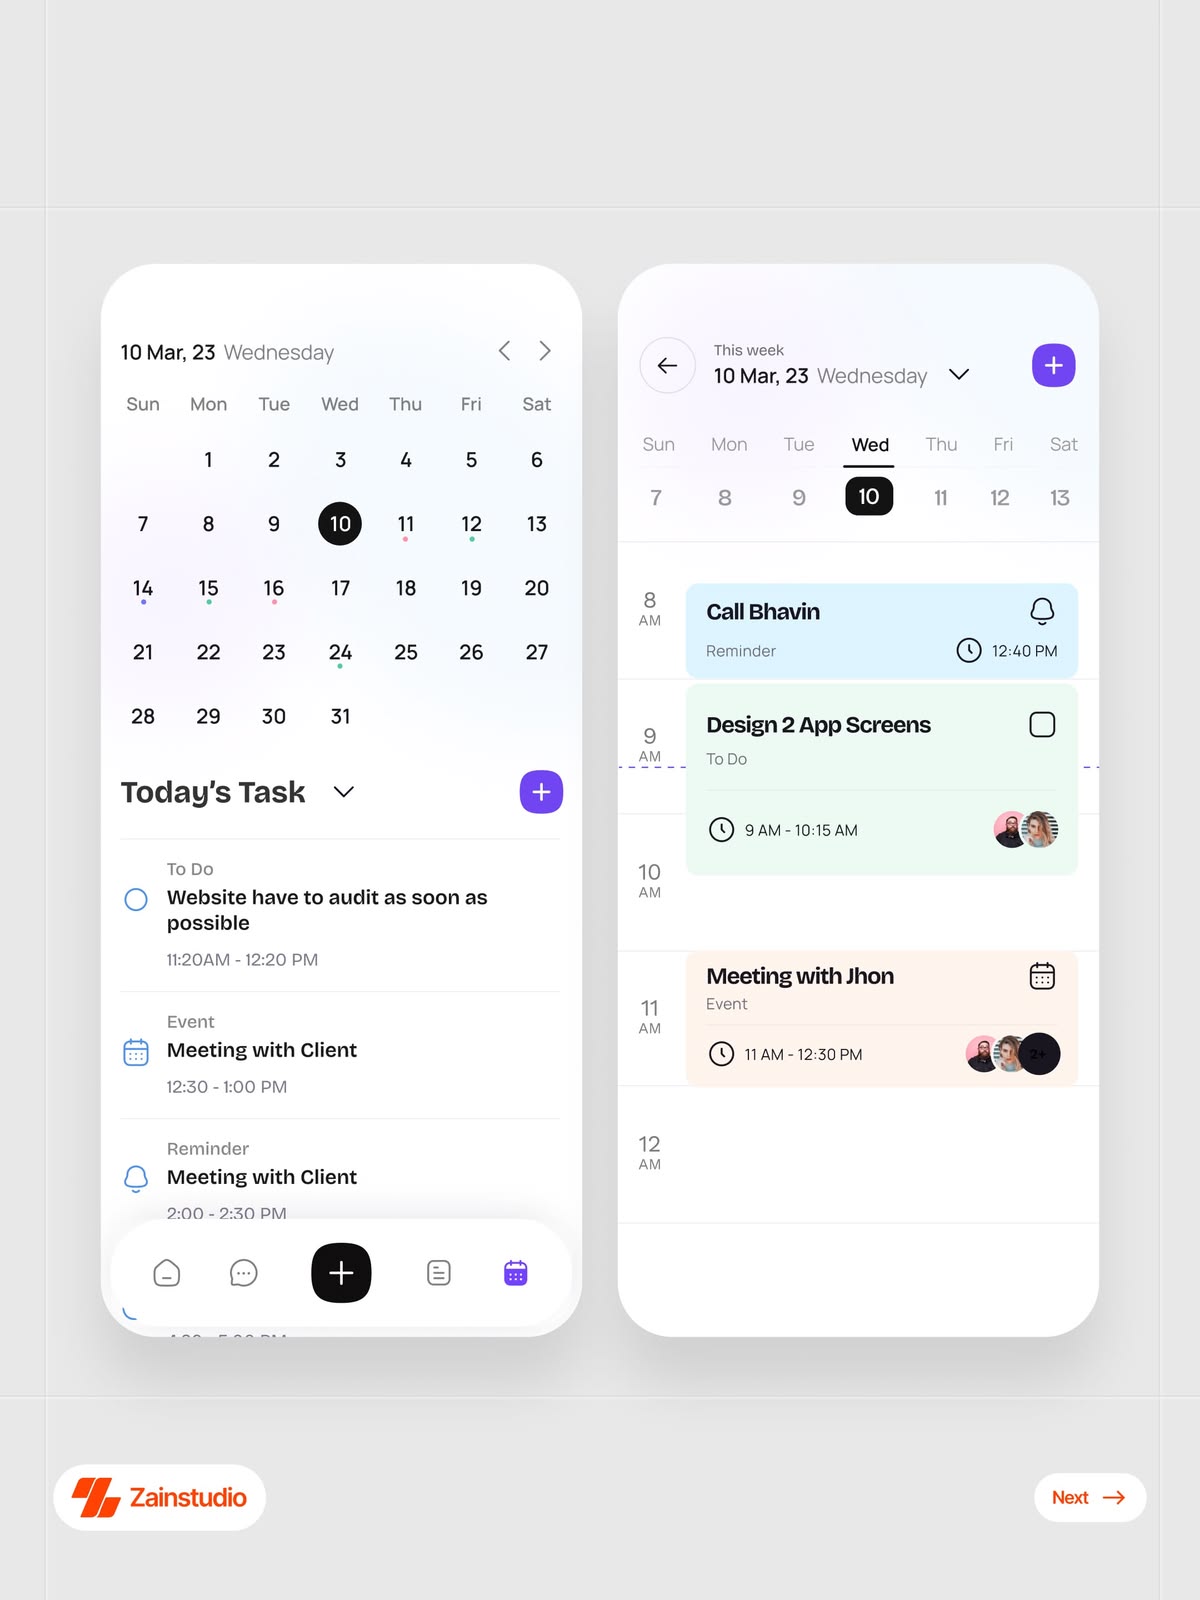 10 Mar, 23 Wednesday
Sun Mon Tue Wed Thu Fri Sat
1 2 3 4 5 6
7 8 9 10 11 12 13
14 15 16 17 18 19 20
21 22 23 24 25 26 27
28 29 30 31
Today's Task
To Do
Website have to audit as soon as
possible
11:20AM - 12:20 PM
Event
Meeting with Client
12:30 - 1:00 PM
Reminder
Meeting with Client
2:00 - 2:30 PM
This week
10 Mar, 23 Wednesday
Sun Mon Tue Wed Thu Fri Sat
7 8 9 10 11 12 13
8
AM
Call Bhavin
Reminder
12:40 PM
9
AM
Design 2 App Screens
To Do
9 AM - 10:15 AM
10
AM
Meeting with Jhon
Event
11
AM
11 AM - 12:30 PM
2+
12
AM
Zainstudio
Next